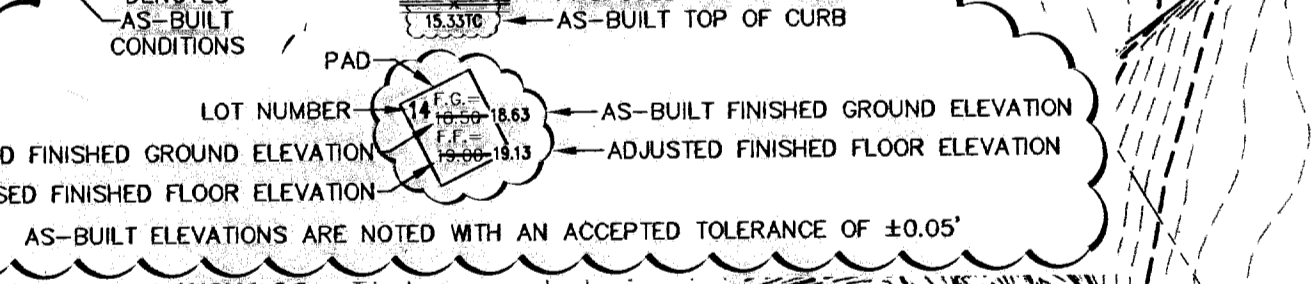 AS-BUILT
CONDITIONS
15.33TC
AS-BUILT TOP OF CURB
PAD
LOT NUMBER
14
F.G.=
18.50 18.63
AS-BUILT FINISHED GROUND ELEVATION
D FINISHED GROUND ELEVATION
F.F.=
19.00 19.13
ADJUSTED FINISHED FLOOR ELEVATION
SED FINISHED FLOOR ELEVATION
AS-BUILT ELEVATIONS ARE NOTED WITH AN ACCEPTED TOLERANCE OF ±0.05'